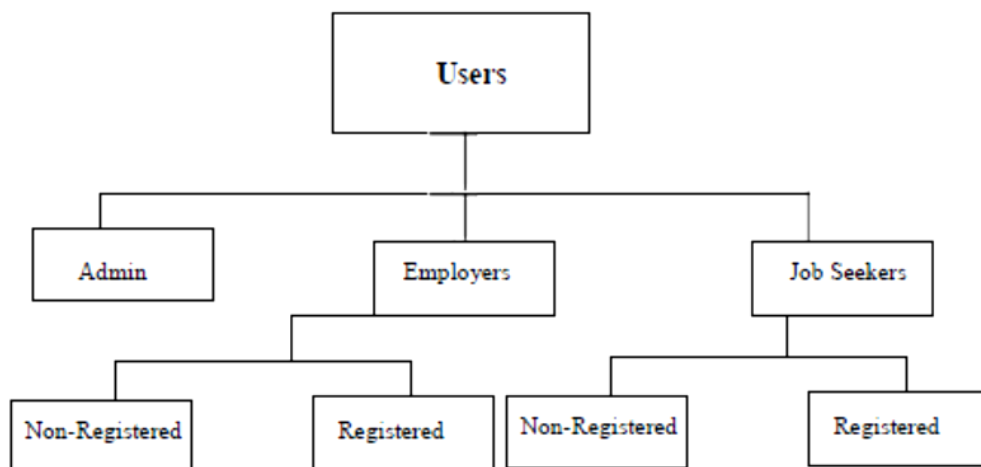 Users
Admin
Employers
Job Seekers
Non-Registered
Registered
Non-Registered
Registered